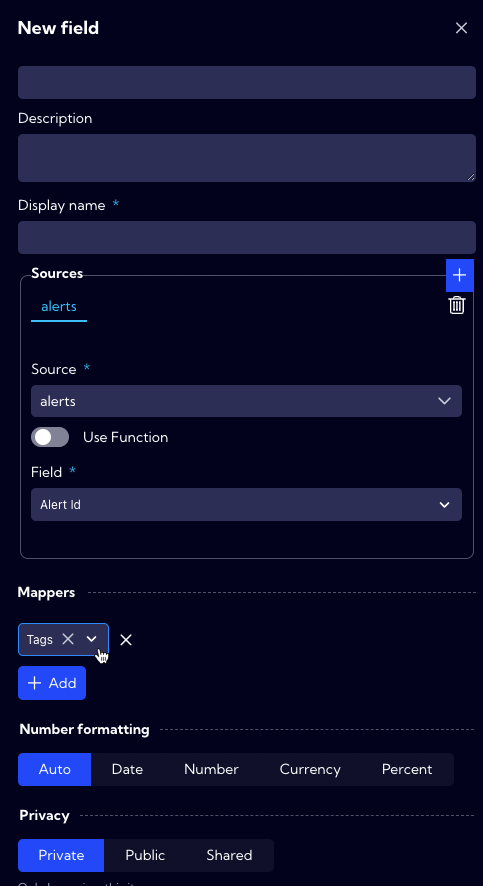 New field
Description
Display name *
Sources
alerts
Source *
alerts
Use Function
Field *
Alert Id
Mappers
Tags
Add
Number formatting
Auto Date Number Currency Percent
Privacy
Private Public Shared